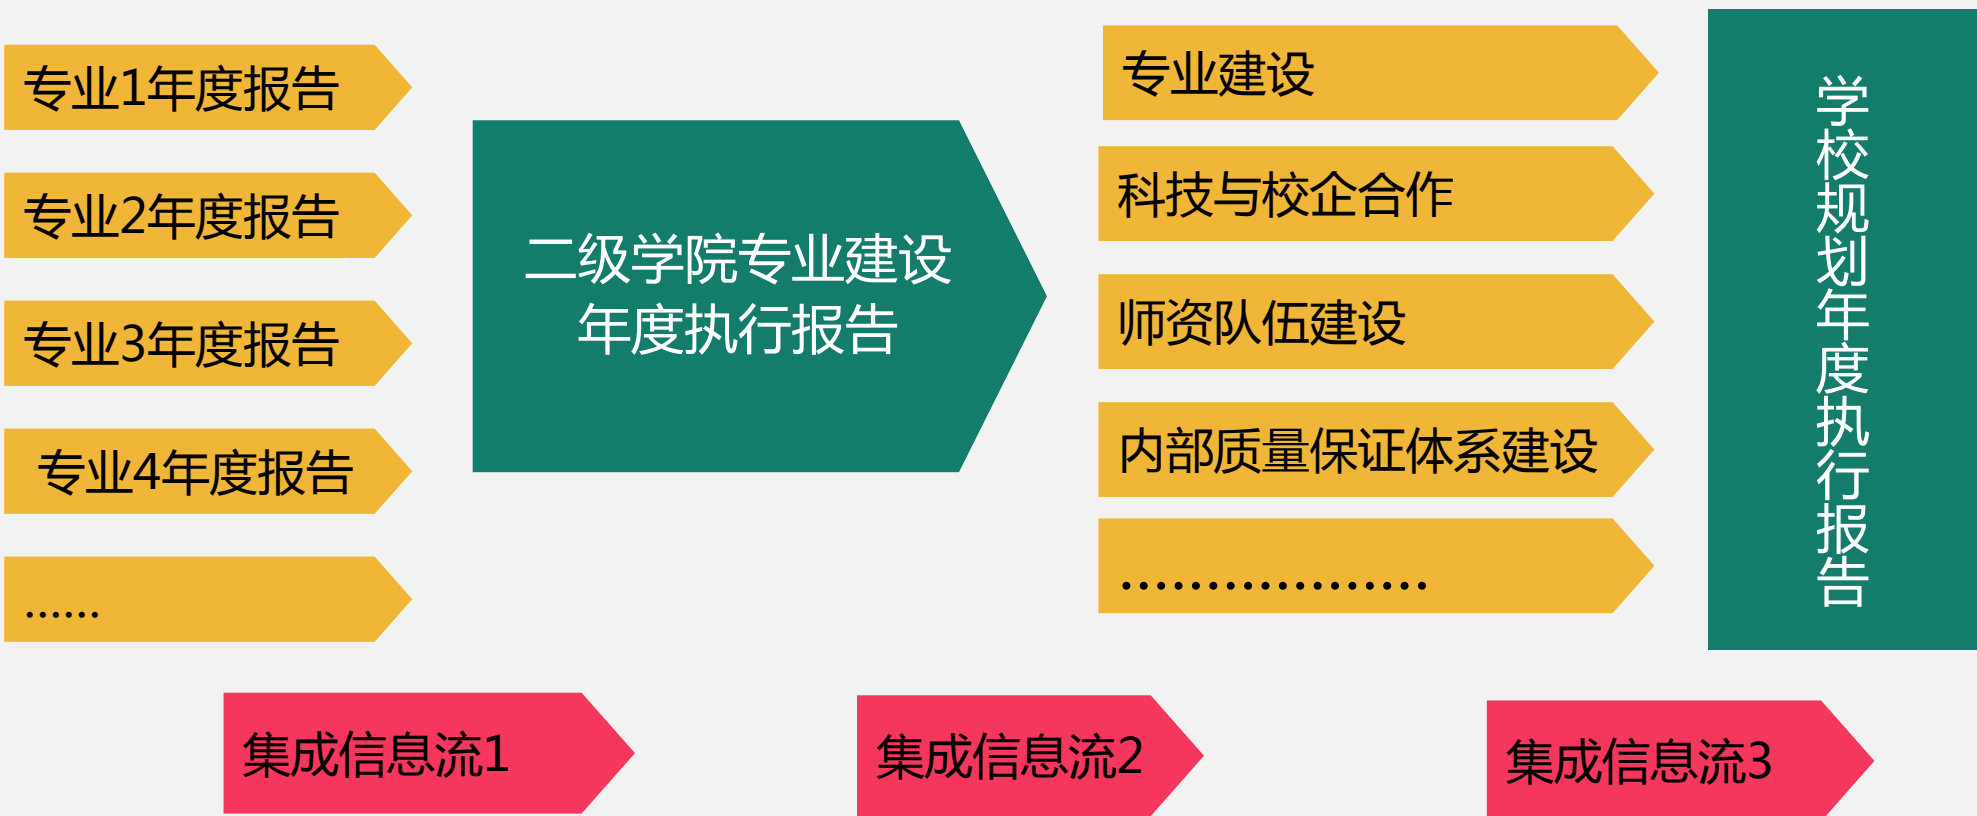 专业1年度报告
专业2年度报告
专业3年度报告
专业4年度报告
......
二级学院专业建设
年度执行报告
专业建设
科技与校企合作
师资队伍建设
内部质量保证体系建设
..................
学校规划年度执行报告
集成信息流1
集成信息流2
集成信息流3